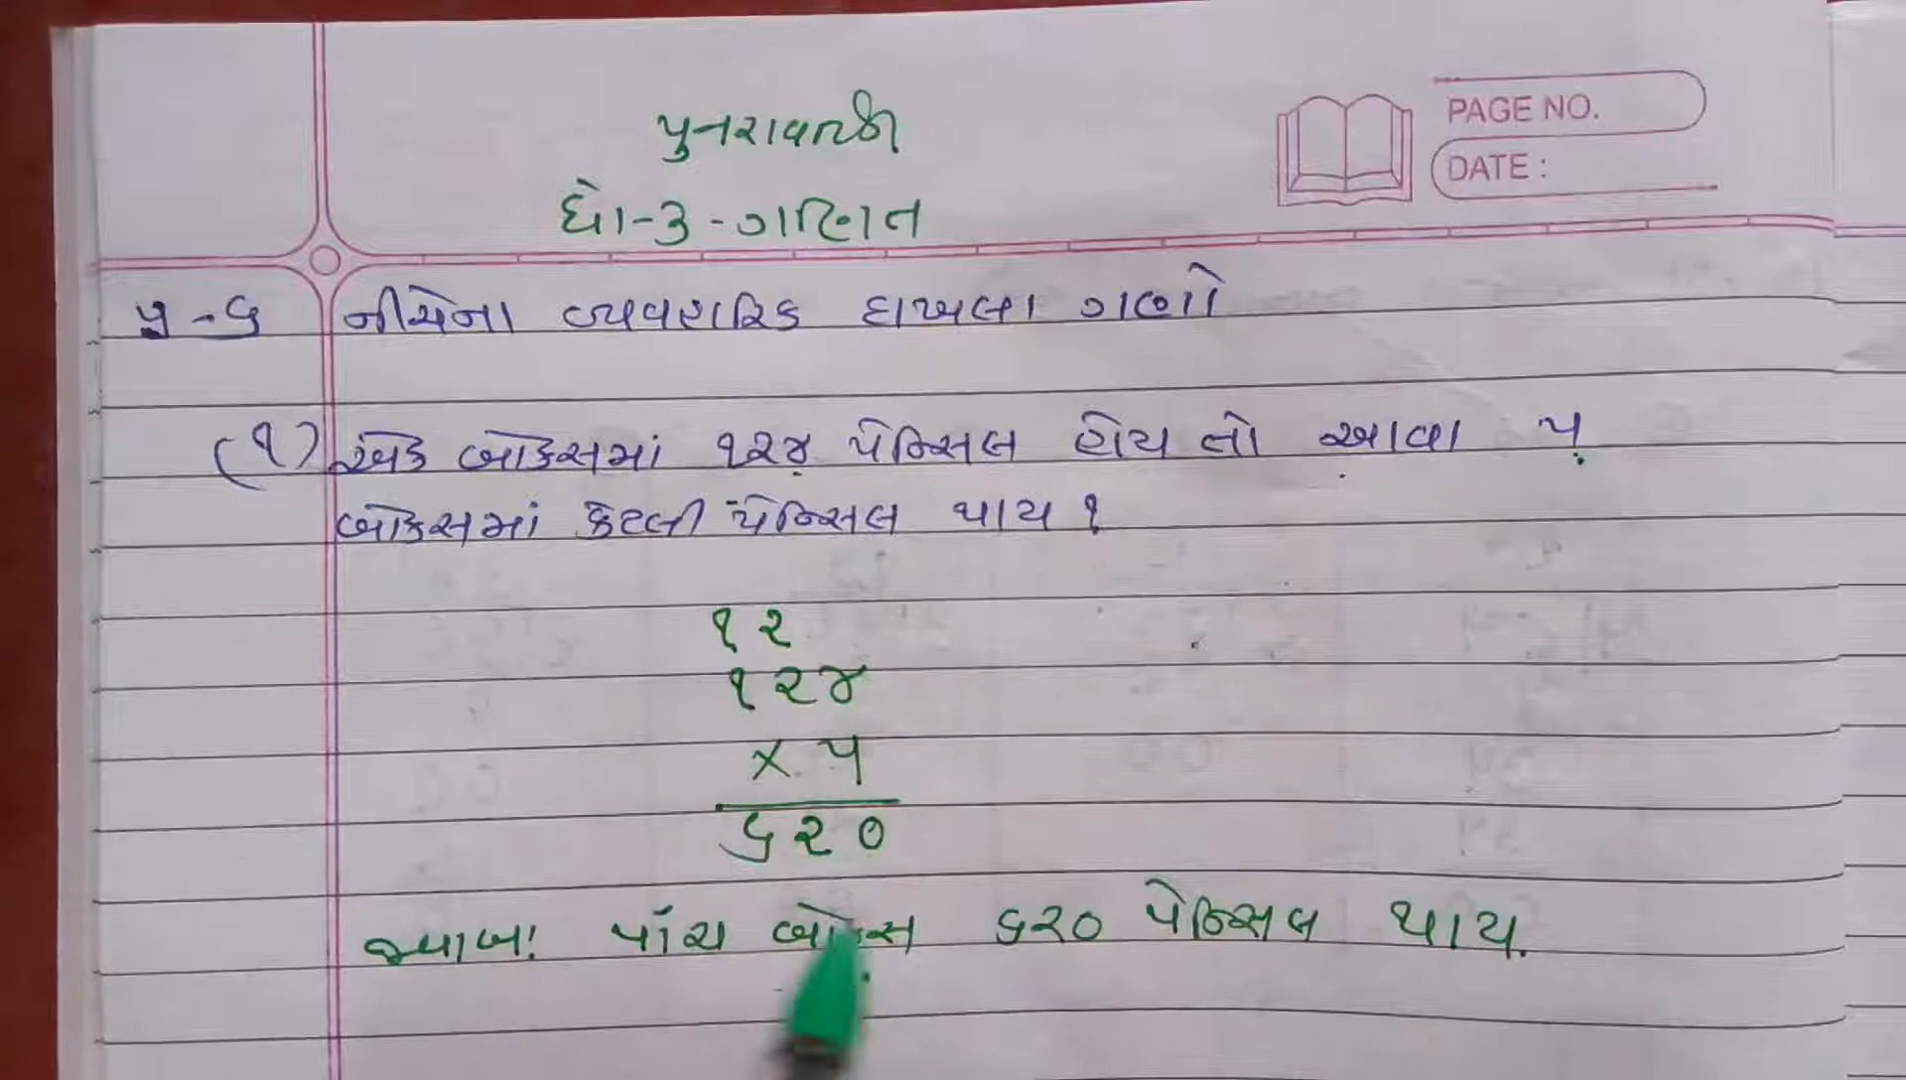 પુનરાવર્તન
PAGE NO.
DATE :
ધો-૩-ગણિત
પ્ર-૬ નીચેના વ્યવહારિક દાખલા ગણો
(૧) એક બોક્સમાં ૧૨૪ પેન્સિલ હોય તો આવા ૫
બોક્સમાં કેટલી પેન્સિલ થાય ?
૧૨
૧૨૪
× ૫
૬૨૦
જવાબ! પાંચ બોક્સ ૬૨૦ પેન્સિલ થાય.